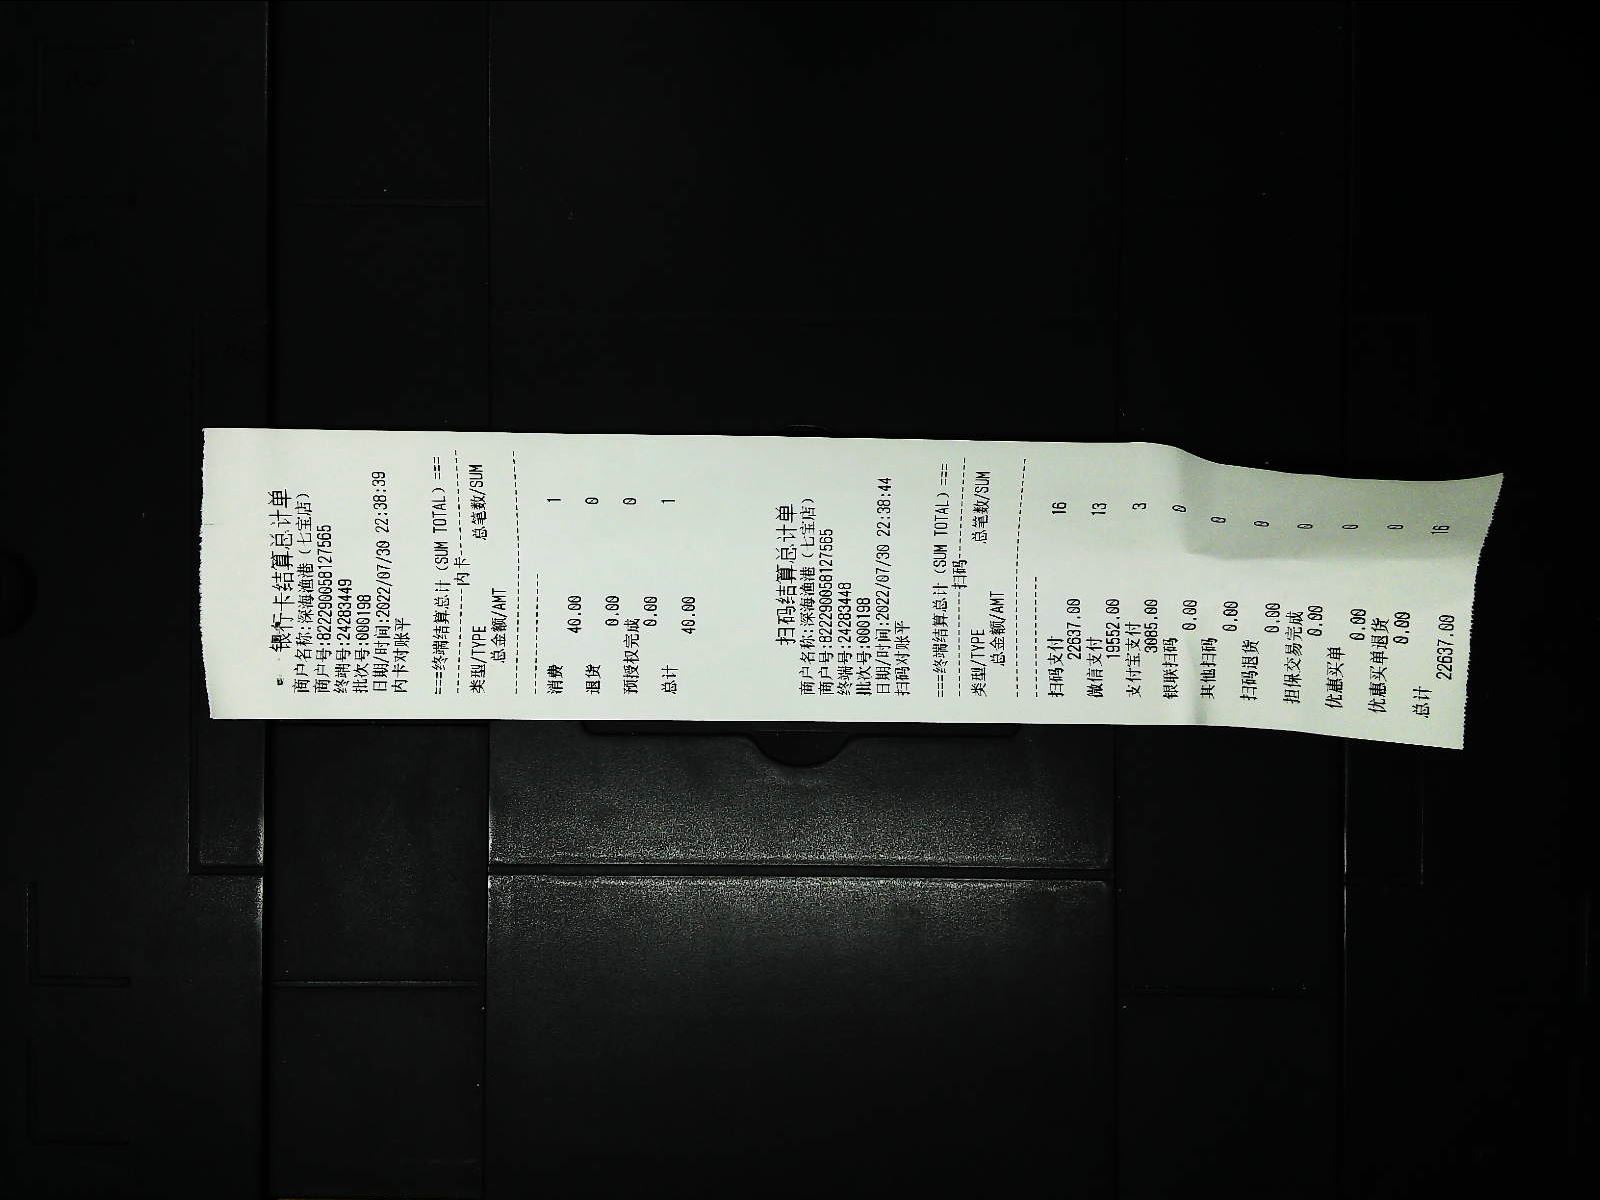 银行卡结算总计单
商户名称:深海渔港（七宝店）
商户号:822290058127565
终端号:24283449
批次号:000198
日期/时间:2022/07/30 22:38:39
内卡对账平
===终端结算总计（SUM TOTAL）===
----------------内卡----------------
类型/TYPE 总笔数/SUM
总金额/AMT
------------------------------------
消费 1
40.00
退货 0
0.00
预授权完成 0
0.00
总计 1
40.00
扫码结算总计单
商户名称:深海渔港（七宝店）
商户号:822290058127565
终端号:24283448
批次号:000198
日期/时间:2022/07/30 22:38:44
扫码对账平
===终端结算总计（SUM TOTAL）===
----------------扫码----------------
类型/TYPE 总笔数/SUM
总金额/AMT
------------------------------------
扫码支付 16
22637.00
微信支付 13
19552.00
支付宝支付 3
3085.00
银联扫码 0
0.00
其他扫码 0
0.00
扫码退货 0
0.00
担保交易完成 0
0.00
优惠买单 0
0.00
优惠买单退货 0
0.00
总计 16
22637.00